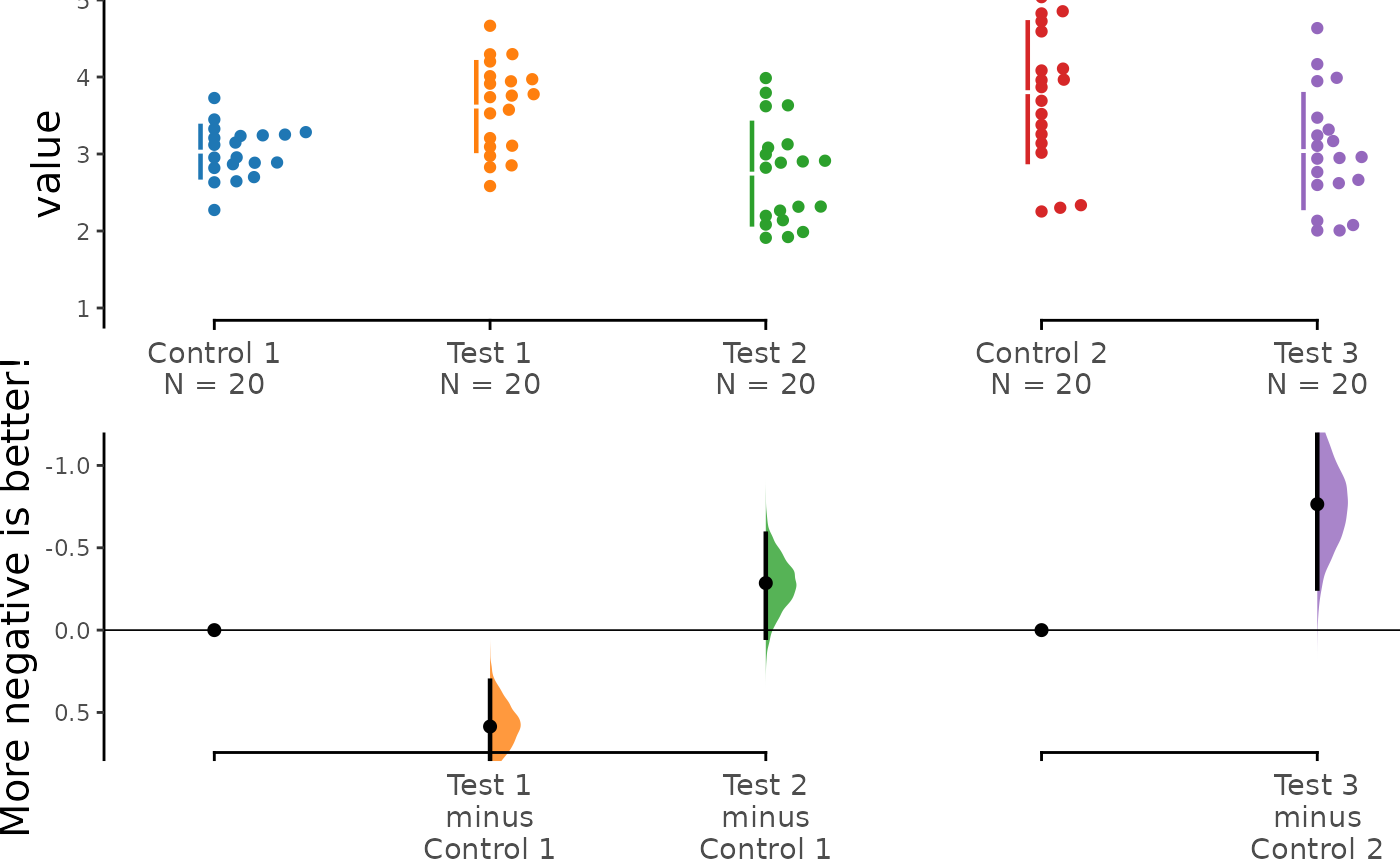 5
4
3
2
1
value
Control 1
N = 20
Test 1
N = 20
Test 2
N = 20
Control 2
N = 20
Test 3
N = 20
More negative is better!
-1.0
-0.5
0.0
0.5
Test 1
minus
Control 1
Test 2
minus
Control 1
Test 3
minus
Control 2